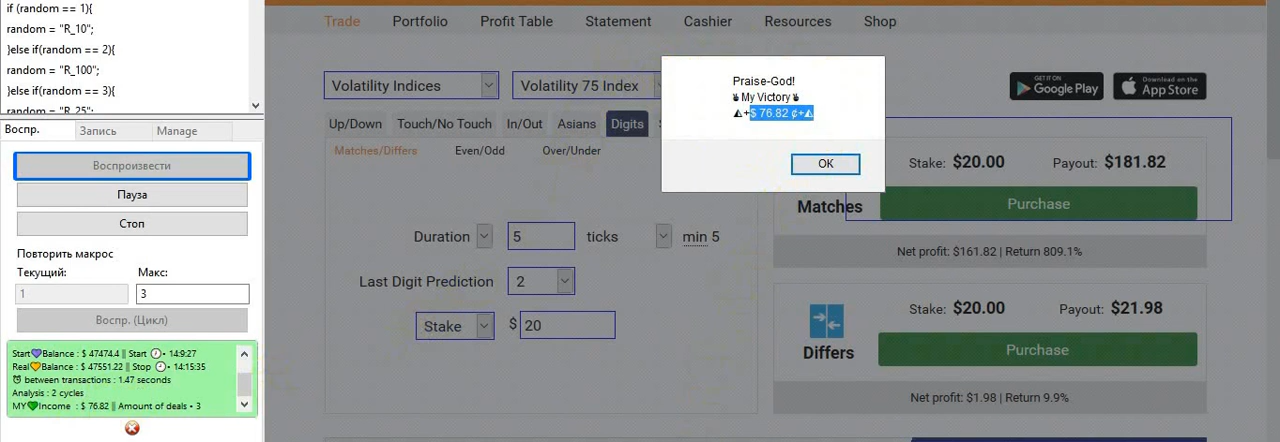 if (random == 1){
random = "R_10";
}else if(random == 2){
random = "R_100";
}else if(random == 3){
random = "R_25";
Воспр. Запись Manage
Воспроизвести
Пауза
Стоп
Повторить макрос
Текущий: Макс:
1 3
Воспр. (Цикл)
Start💜Balance : $ 47474.4 || Start 🕖 • 14:9:27
Real🧡Balance : $ 47551.22 || Stop 🕘 • 14:15:35
⏰ between transactions : 1.47 seconds
Analysis : 2 cycles
MY💚Income : $ 76.82 || Amount of deals • 3
Trade Portfolio Profit Table Statement Cashier Resources Shop
Volatility Indices Volatility 75 Index
GET IT ON Google Play Download on the App Store
Up/Down Touch/No Touch In/Out Asians Digits
Matches/Differs Even/Odd Over/Under
Duration 5 ticks min 5
Last Digit Prediction 2
Stake $ 20
Praise-God!
My Victory
+$ 76.82 ¢+
OK
Stake: $20.00 Payout: $181.82
Matches Purchase
Net profit: $161.82 | Return 809.1%
Stake: $20.00 Payout: $21.98
Differs Purchase
Net profit: $1.98 | Return 9.9%